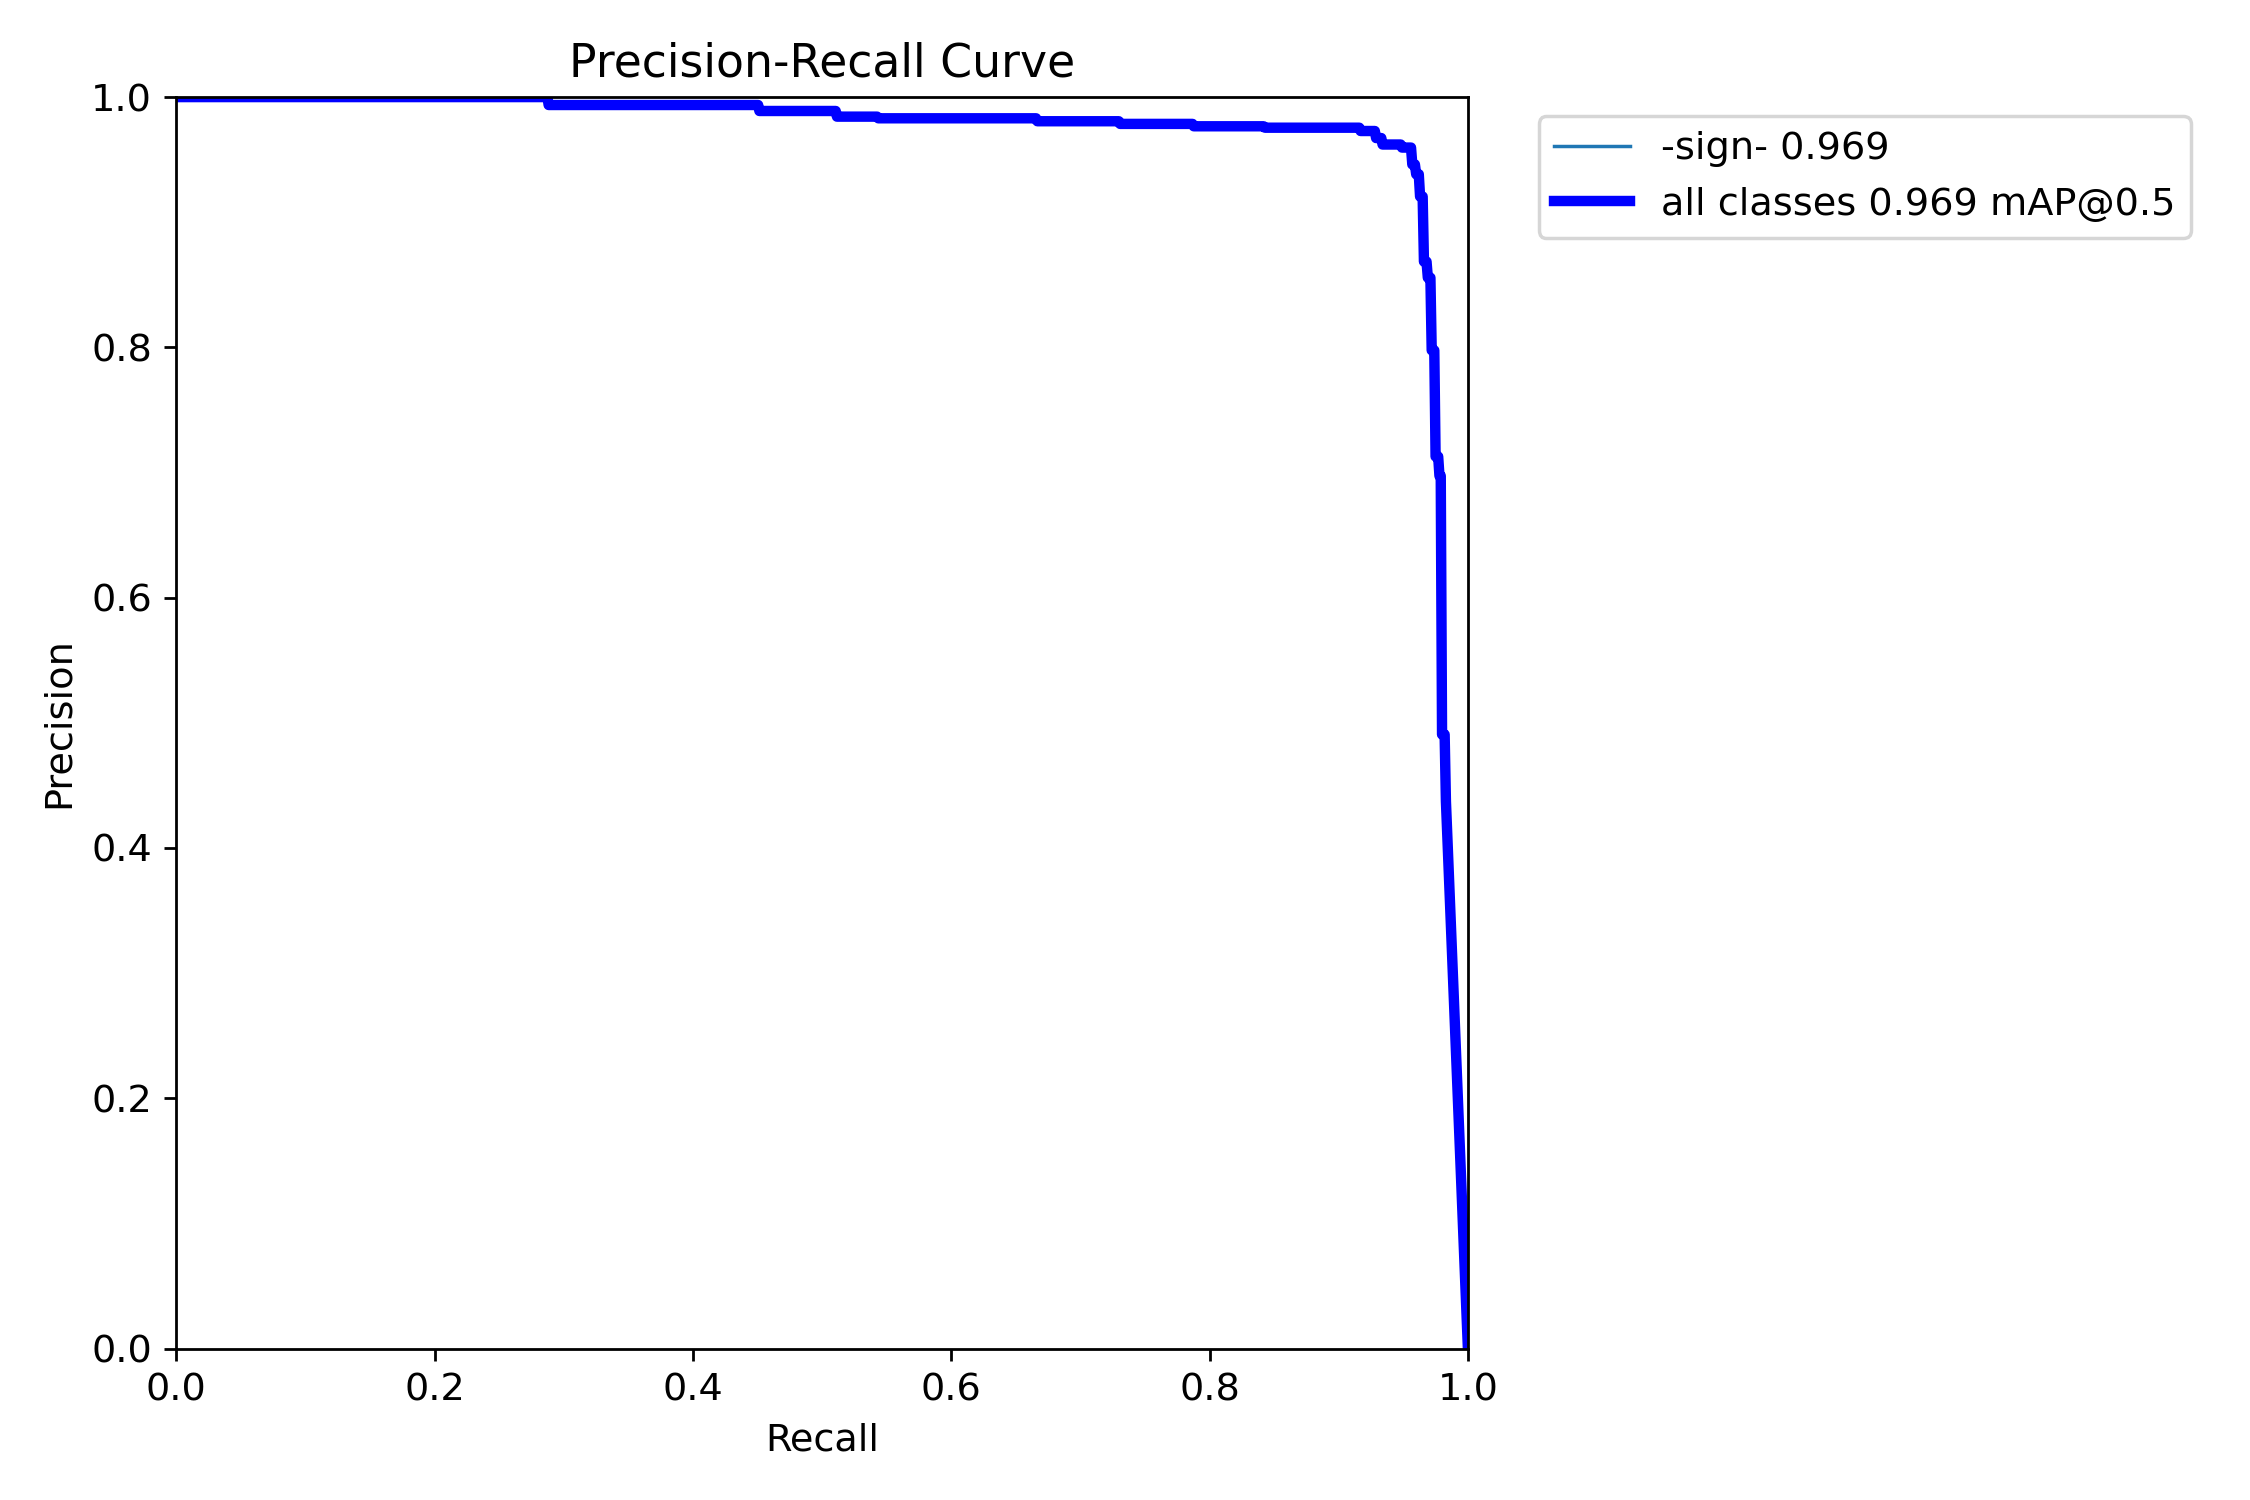 Precision-Recall Curve
-sign- 0.969
all classes 0.969 mAP@0.5
1.0
0.8
0.6
0.4
0.2
0.0
Precision
0.0 0.2 0.4 0.6 0.8 1.0
Recall